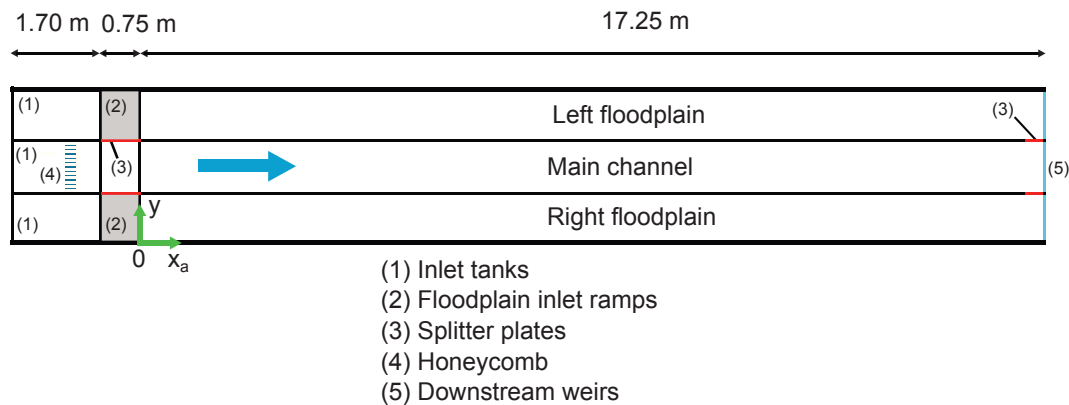 1.70 m 0.75 m 17.25 m
(1) (2) Left floodplain (3)
(1) (4) (3) Main channel (5)
(1) (2) y Right floodplain
0 xₐ
(1) Inlet tanks
(2) Floodplain inlet ramps
(3) Splitter plates
(4) Honeycomb
(5) Downstream weirs